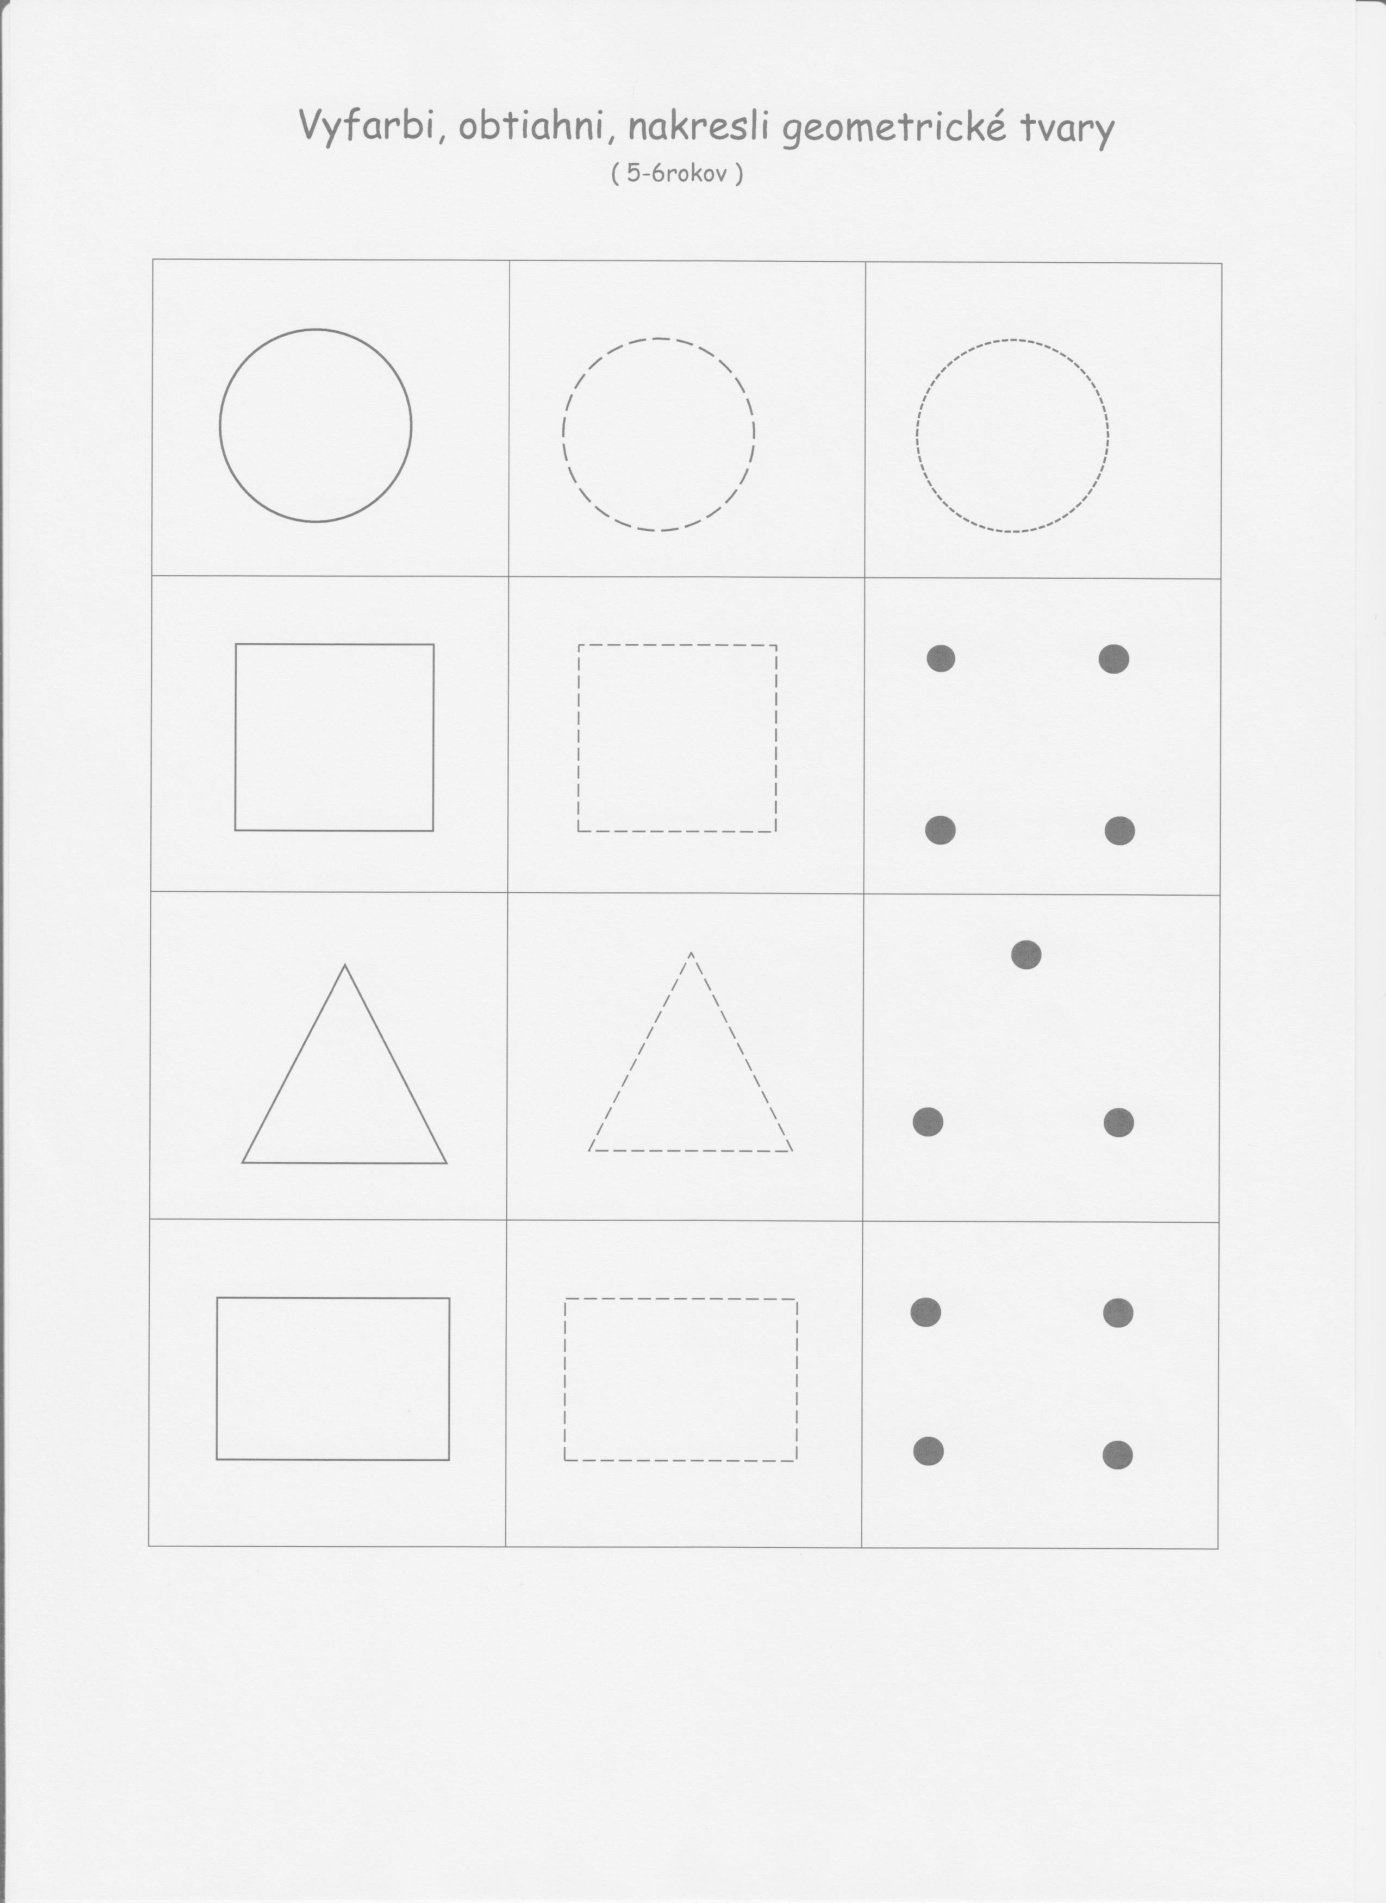 Vyfarbi, obtiahni, nakresli geometrické tvary
( 5-6rokov )